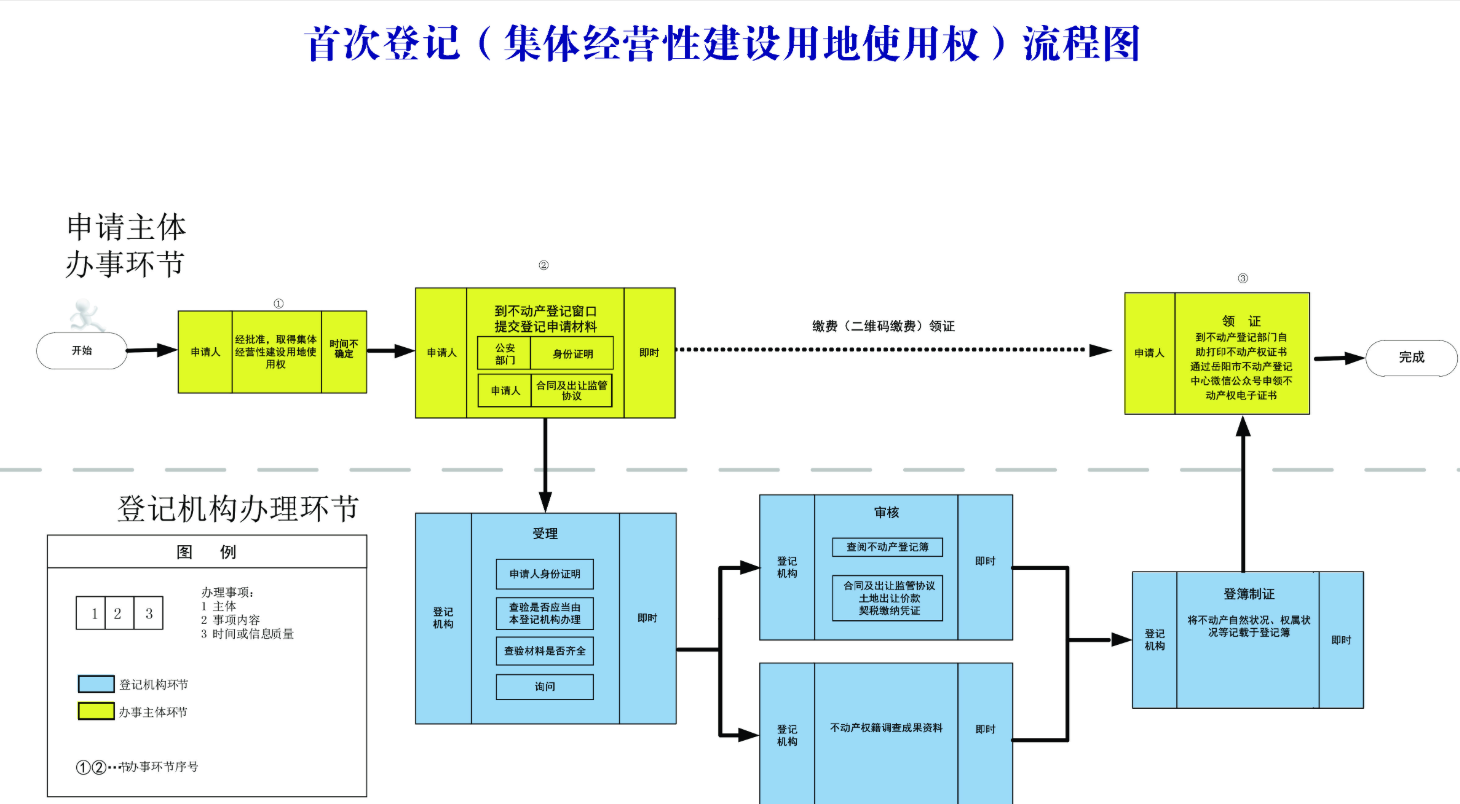 首次登记（集体经营性建设用地使用权）流程图
申请主体
办事环节
开始
①
申请人
经批准，取得集体
经营性建设用地使
用权
时间不
确定
②
申请人
到不动产登记窗口
提交登记申请材料
公安
部门
身份证明
申请人
合同及出让监管
协议
即时
缴费（二维码缴费）领证
③
申请人
领 证
到不动产登记部门自
助打印不动产权证书
通过岳阳市不动产登记
中心微信公众号申领不
动产权电子证书
完成
登记机构办理环节
图 例
1 2 3
办理事项：
1 主体
2 事项内容
3 时间或信息质量
登记机构环节
办事主体环节
①②…节办事环节序号
登记
机构
受理
申请人身份证明
查验是否应当由
本登记机构办理
查验材料是否齐全
询问
即时
登记
机构
审核
查阅不动产登记簿
合同及出让监管协议
土地出让价款
契税缴纳凭证
即时
登记
机构
不动产权籍调查成果资料
即时
登记
机构
登簿制证
将不动产自然状况、权属状
况等记载于登记簿
即时